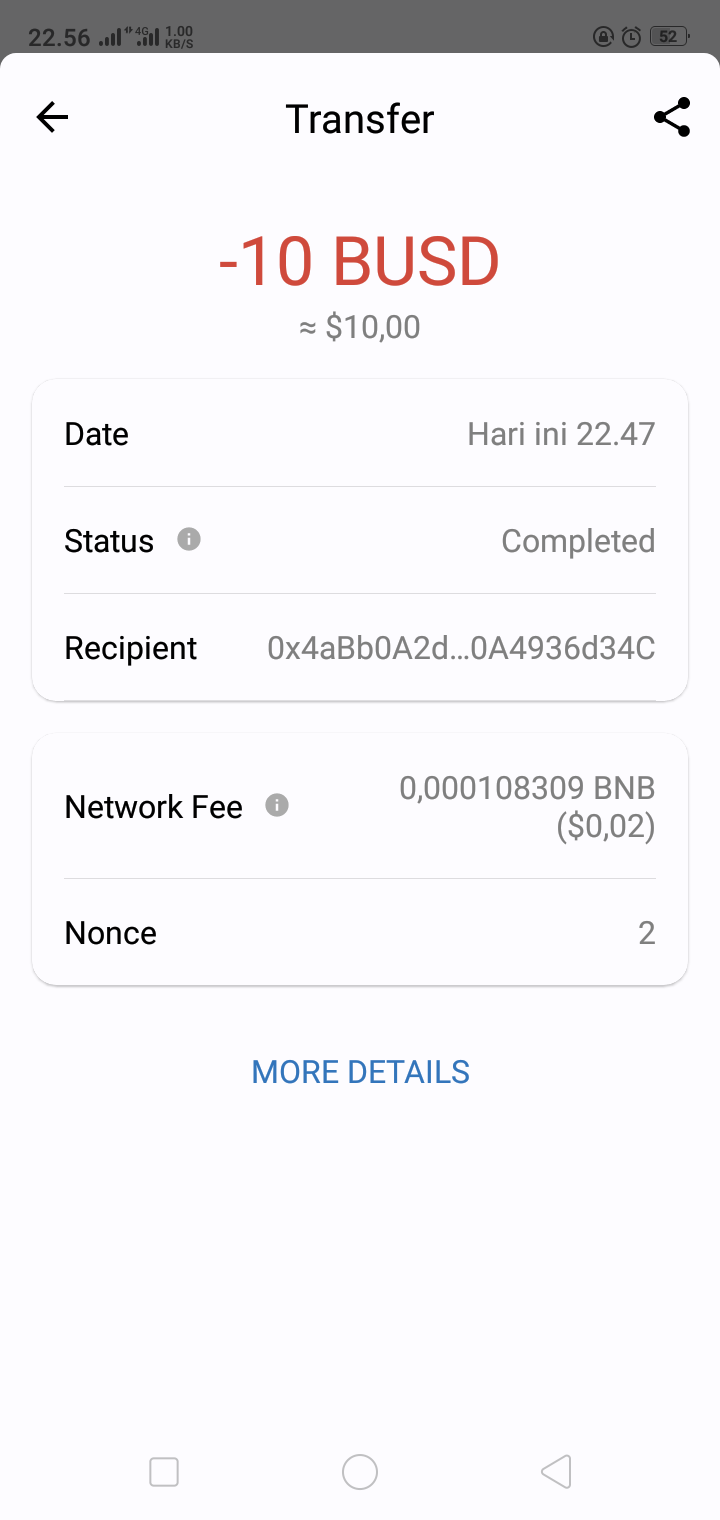 22.56 4G 1.00 KB/S 52
Transfer
-10 BUSD
≈ $10,00
Date Hari ini 22.47
Status Completed
Recipient 0x4aBb0A2d...0A4936d34C
Network Fee 0,000108309 BNB
($0,02)
Nonce 2
MORE DETAILS